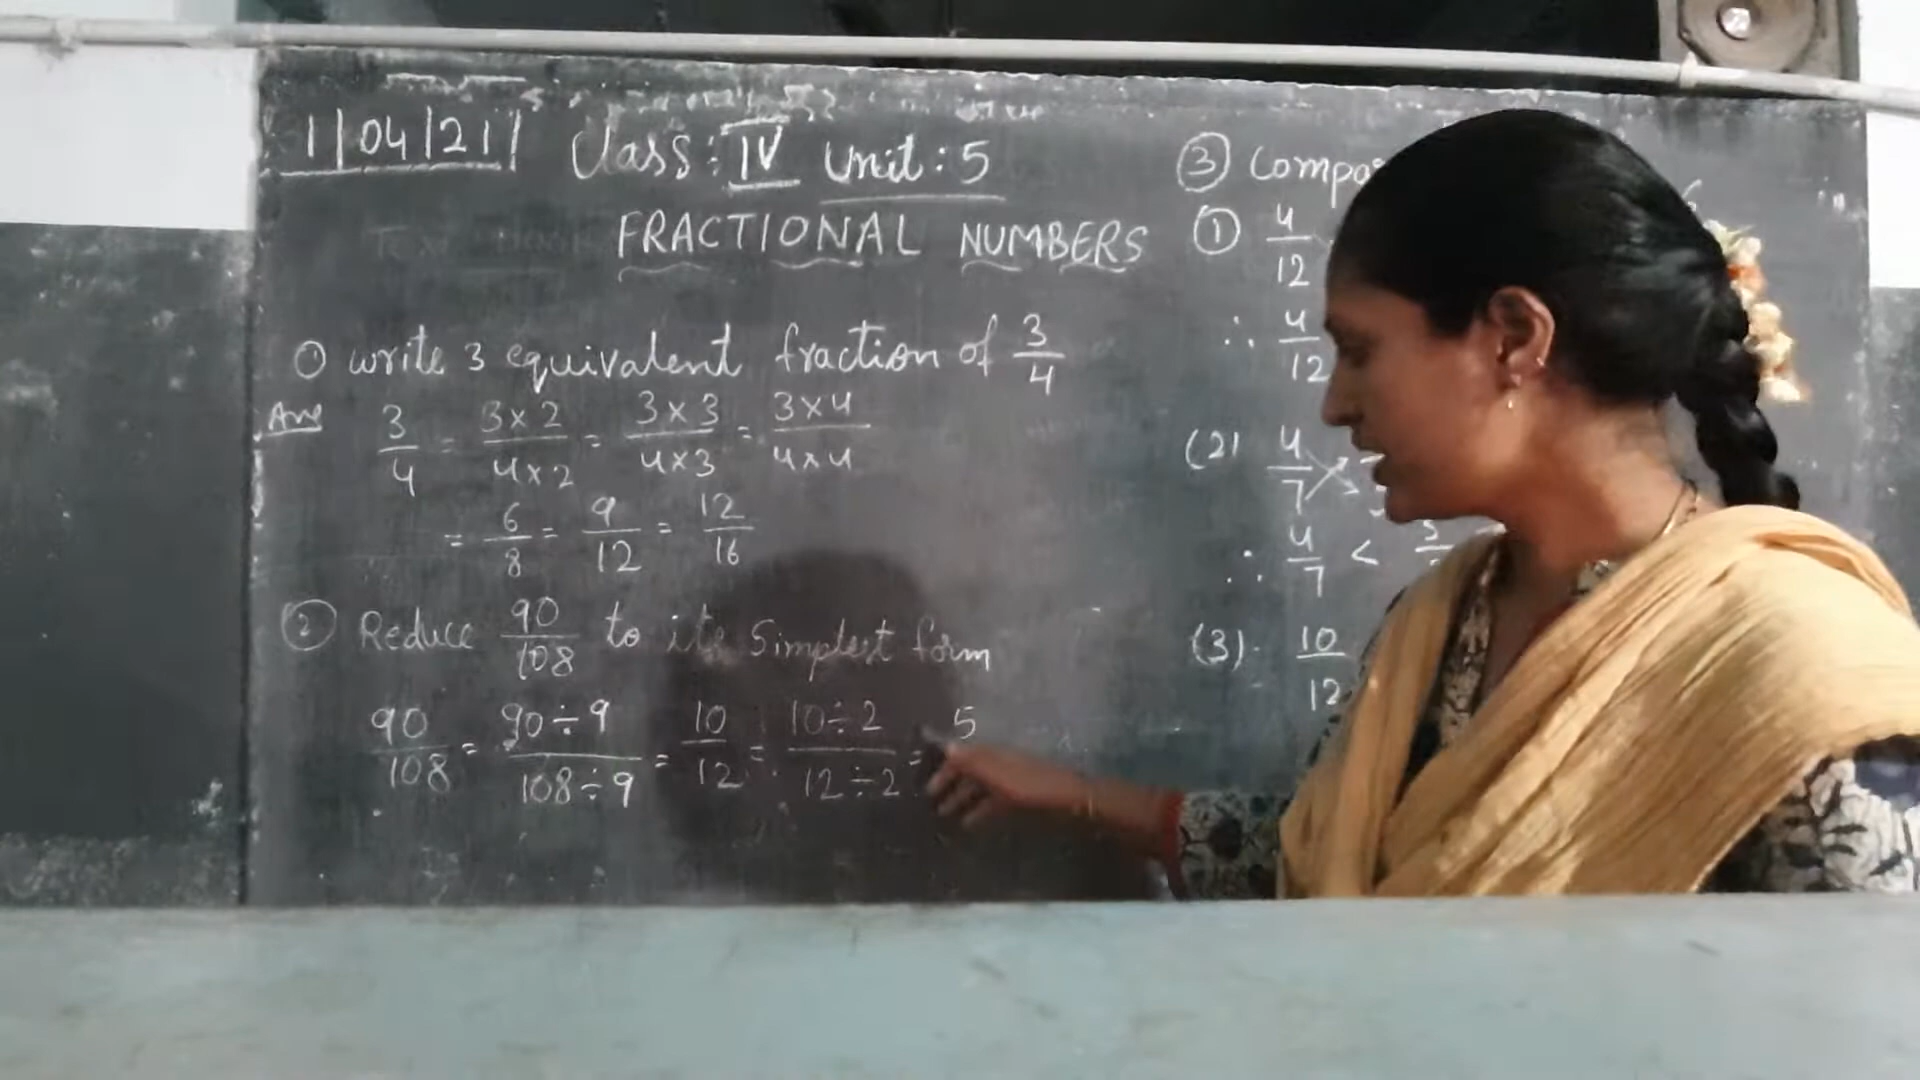 1/04/21
Class: IV Unit: 5
FRACTIONAL NUMBERS
① write 3 equivalent fraction of 3/4
Ans 3/4 = 3×2/4×2 = 3×3/4×3 = 3×4/4×4
= 6/8 = 9/12 = 12/16
② Reduce 90/108 to its Simplest form
90/108 = 90÷9/108÷9 = 10/12 = 10÷2/12÷2 = 5
③
① 4/12
∴ 4/12
(2) 4/7
∴ 4/7 <
(3). 10/12